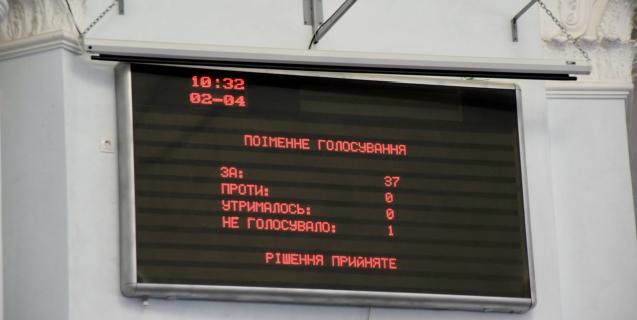 10:32
02-04
ПОІМЕННЕ ГОЛОСУВАННЯ
ЗА: 37
ПРОТИ: 0
УТРИМАЛОСЬ: 0
НЕ ГОЛОСУВАЛО: 1
РІШЕННЯ ПРИЙНЯТЕ